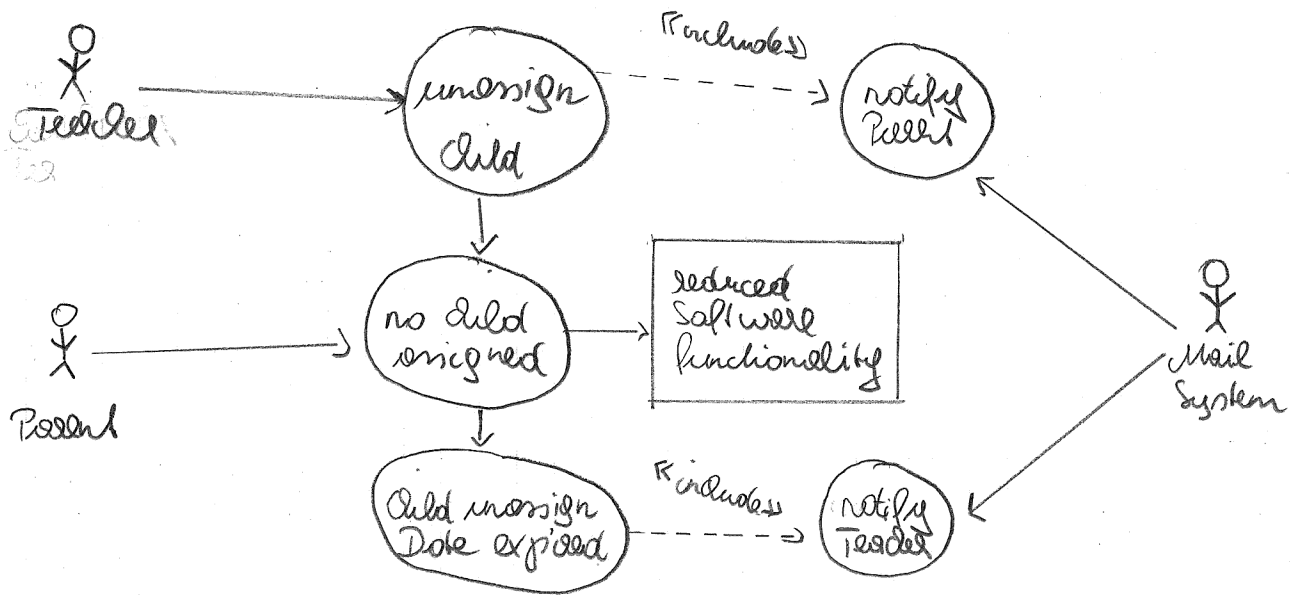 «includes»
unassign
child
notify
Parent
Teacher
no child
assigned
reduced
Software
functionality
Mail
System
Parent
«includes»
Child unassign
Date expired
notify
Teacher